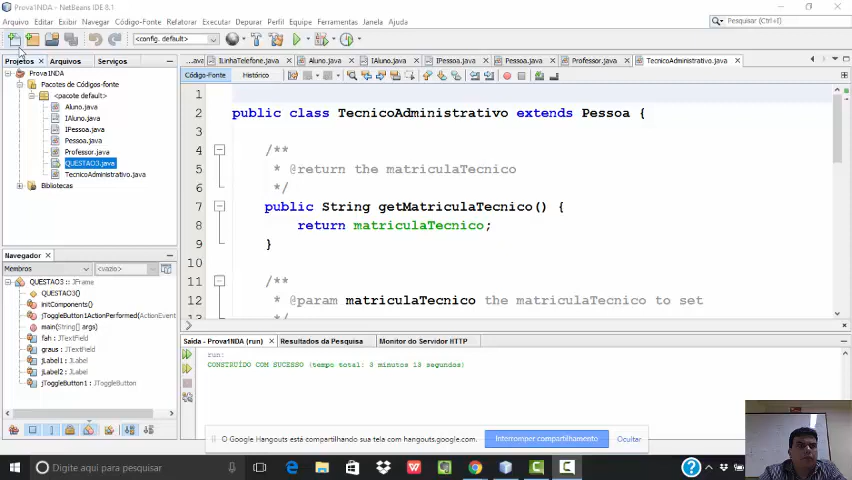 Prova1NDA - NetBeans IDE 8.1
Arquivo Editar Exibir Navegar Código-Fonte Refatorar Executar Depurar Perfil Equipe Ferramentas Janela Ajuda
Pesquisar (Ctrl+I)
<config. default>
Projetos Arquivos Serviços
...ava ILinhaTelefone.java Aluno.java IAluno.java IPessoa.java Pessoa.java Professor.java TecnicoAdministrativo.java
Código-Fonte Histórico
Prova1NDA
Pacotes de Códigos-fonte
<pacote default>
Aluno.java
IAluno.java
IPessoa.java
Pessoa.java
Professor.java
QUESTAO3.java
TecnicoAdministrativo.java
Bibliotecas
1
2 public class TecnicoAdministrativo extends Pessoa {
3
4 /**
5 * @return the matriculaTecnico
6 */
7 public String getMatriculaTecnico() {
8 return matriculaTecnico;
9 }
10
11 /**
12 * @param matriculaTecnico the matriculaTecnico to set
13
Navegador
Membros <vazio>
QUESTAO3 :: JFrame
QUESTAO3()
initComponents()
jToggleButton1ActionPerformed(ActionEvent
main(String[] args)
fah : JTextField
graus : JTextField
jLabel1 : JLabel
jLabel2 : JLabel
jToggleButton1 : JToggleButton
Saída - Prova1NDA (run) Resultados da Pesquisa Monitor do Servidor HTTP
run:
CONSTRUÍDO COM SUCESSO (tempo total: 3 minutos 13 segundos)
O Google Hangouts está compartilhando sua tela com hangouts.google.com. Interromper compartilhamento Ocultar
Digite aqui para pesquisar